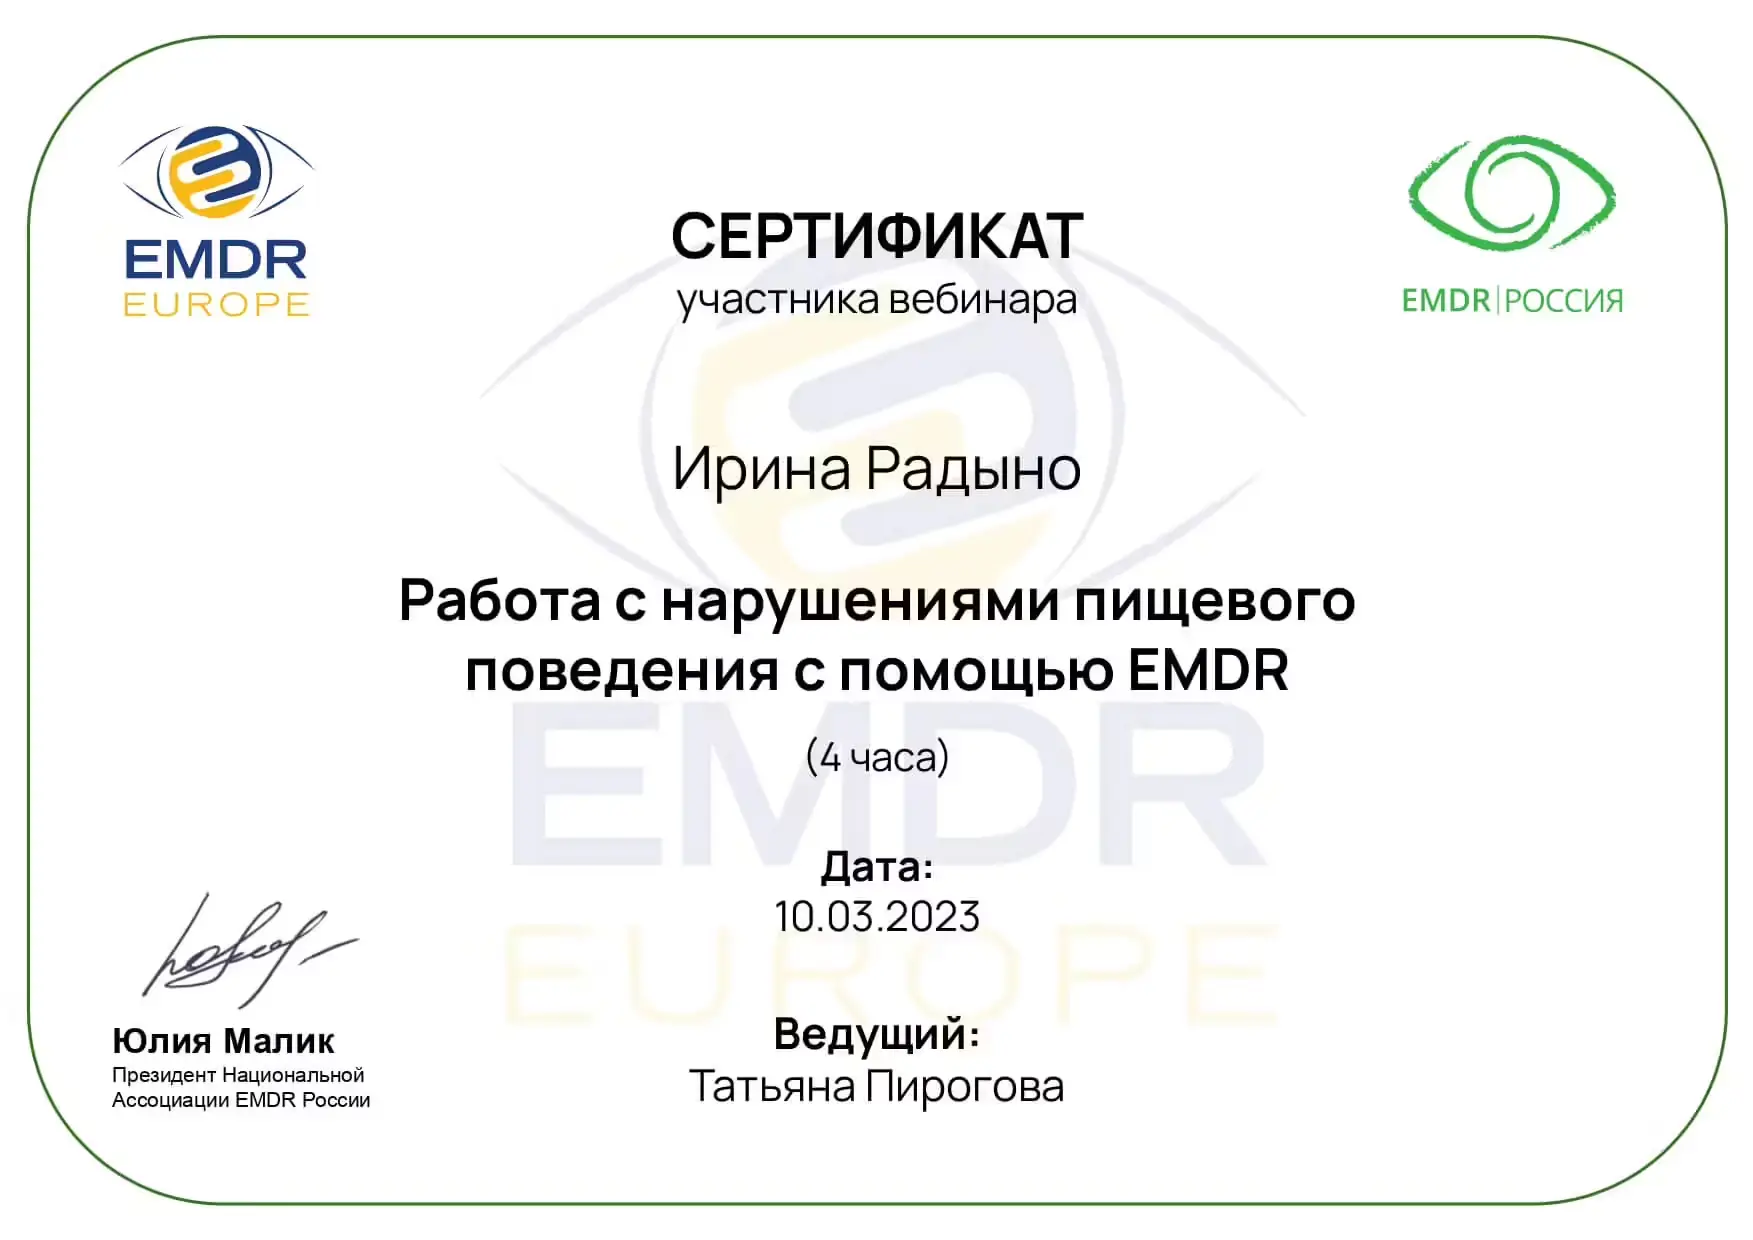 EMDR
EUROPE
EMDR|РОССИЯ
СЕРТИФИКАТ
участника вебинара
Ирина Радыно
Работа с нарушениями пищевого
поведения с помощью EMDR
(4 часа)
Дата:
10.03.2023
Ведущий:
Татьяна Пирогова
Юлия Малик
Президент Национальной
Ассоциации EMDR России
EMDR
EUROPE